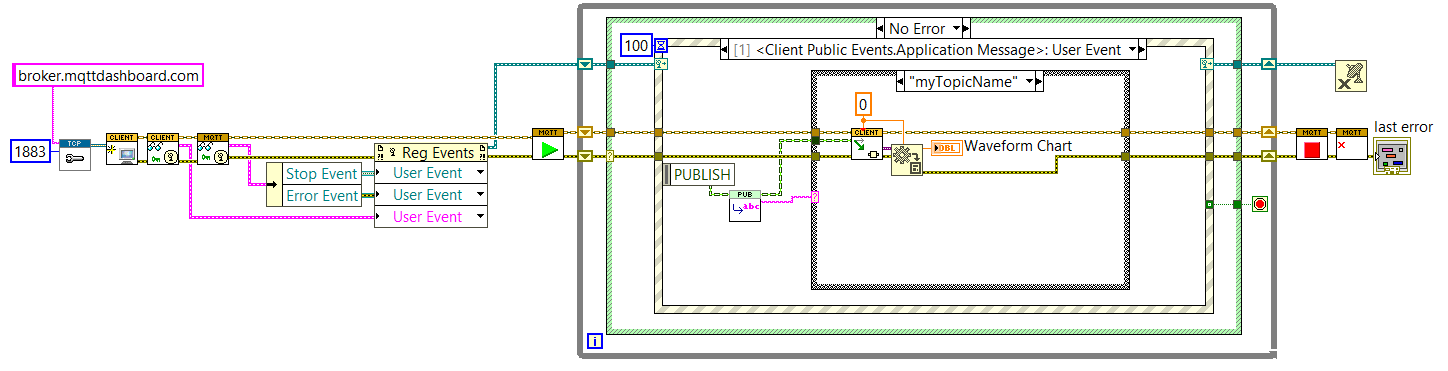 No Error
100
[1] <Client Public Events.Application Message>: User Event
broker.mqttdashboard.com
"myTopicName"
0
1883
TCP
CLIENT
CLIENT
MQTT
MQTT
CLIENT
MQTT
MQTT
last error
Reg Events
DBL
Waveform Chart
Stop Event
User Event
PUBLISH
Error Event
User Event
PUB
abc
User Event
i